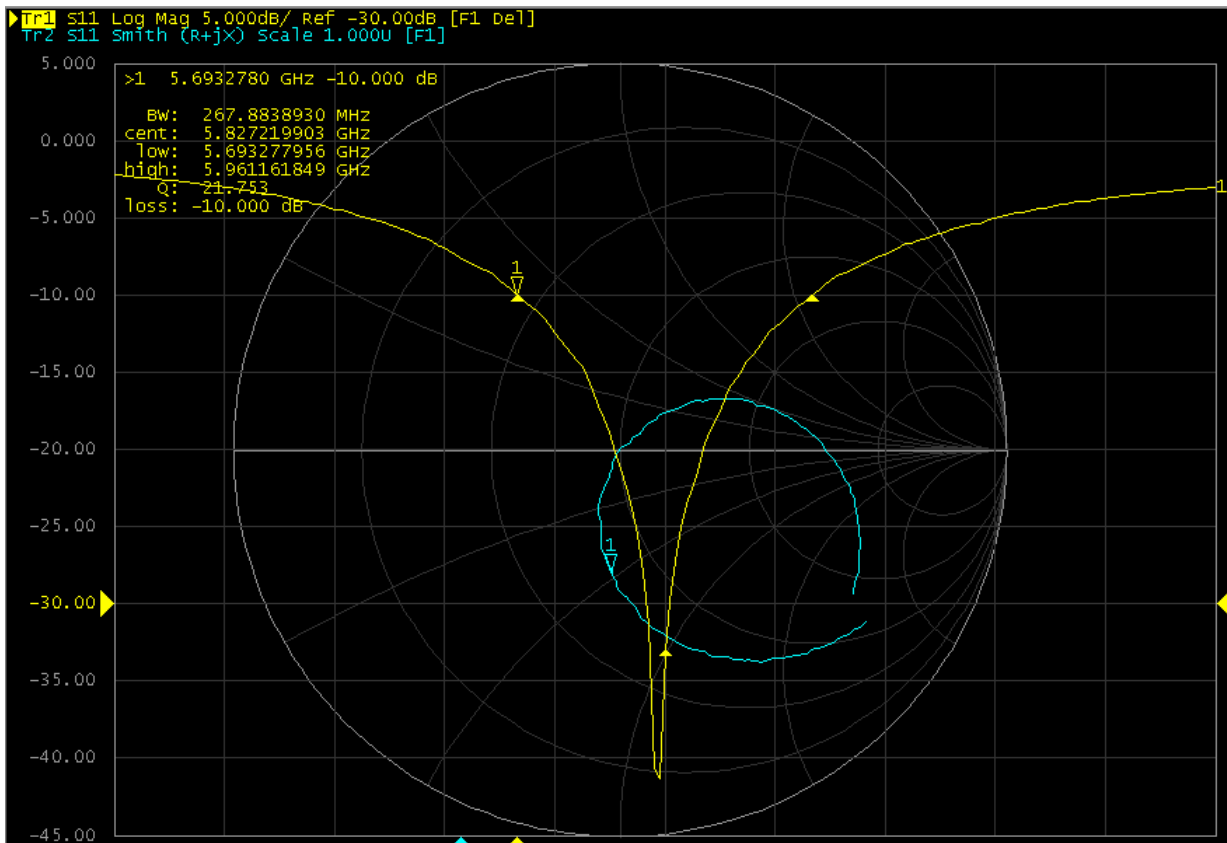 Tr1 S11 Log Mag 5.000dB/ Ref -30.00dB [F1 Del]
Tr2 S11 Smith (R+jX) Scale 1.000U [F1]
5.000
>1 5.6932780 GHz -10.000 dB
BW: 267.8838930 MHz
cent: 5.827219903 GHz
0.000
low: 5.693277956 GHz
high: 5.961161849 GHz
Q: 21.753
loss: -10.000 dB
1
-5.000
1
-10.00
-15.00
-20.00
-25.00
1
-30.00
-35.00
-40.00
-45.00